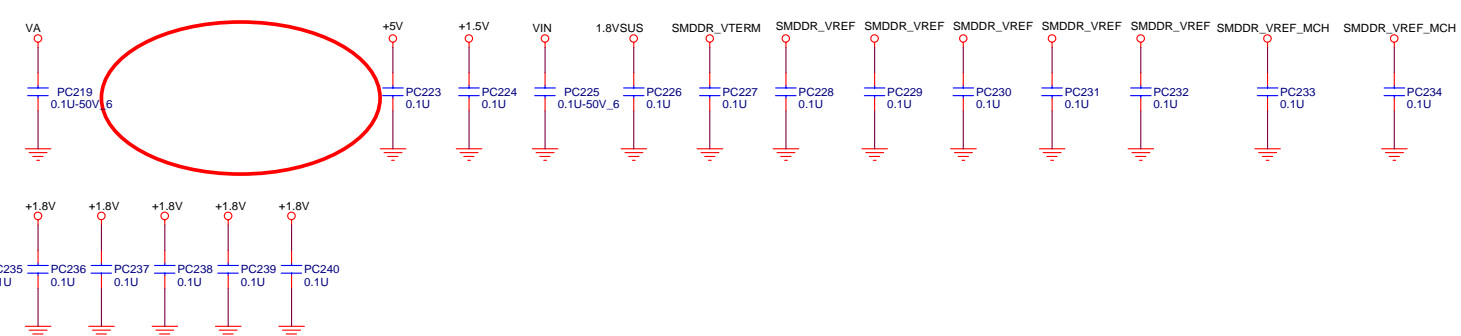 VA +5V +1.5V VIN 1.8VSUS SMDDR_VTERM SMDDR_VREF SMDDR_VREF SMDDR_VREF SMDDR_VREF SMDDR_VREF SMDDR_VREF_MCH SMDDR_VREF_MCH
PC219 PC223 PC224 PC225 PC226 PC227 PC228 PC229 PC230 PC231 PC232 PC233 PC234
0.1U-50V_6 0.1U 0.1U 0.1U-50V_6 0.1U 0.1U 0.1U 0.1U 0.1U 0.1U 0.1U 0.1U 0.1U
+1.8V +1.8V +1.8V +1.8V +1.8V
C235 PC236 PC237 PC238 PC239 PC240
1U 0.1U 0.1U 0.1U 0.1U 0.1U